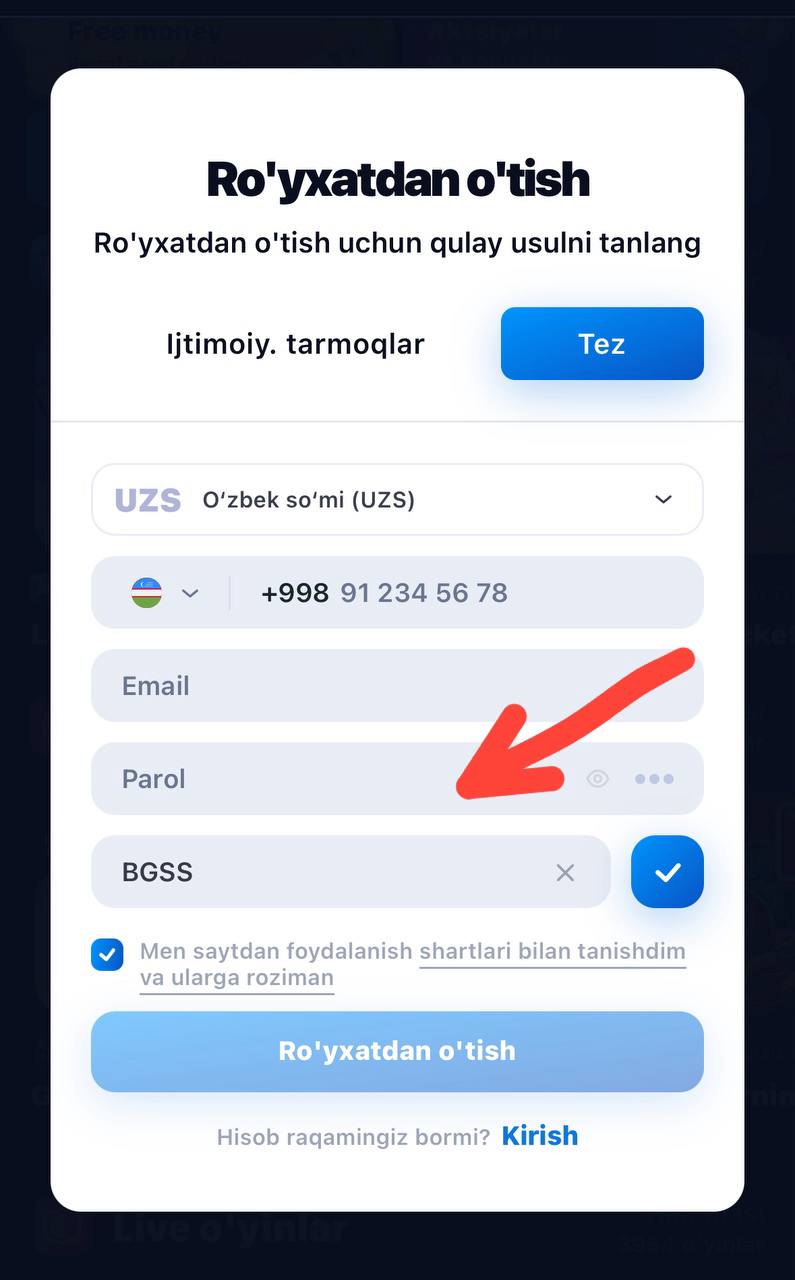 Free money
Ro'yxatdan o'tish
Ro'yxatdan o'tish uchun qulay usulni tanlang
Ijtimoiy. tarmoqlar
Tez
UZS O‘zbek so‘mi (UZS)
+998 91 234 56 78
Email
Parol
BGSS
Men saytdan foydalanish shartlari bilan tanishdim
va ularga roziman
Ro'yxatdan o'tish
Hisob raqamingiz bormi? Kirish
Live o'yinlar